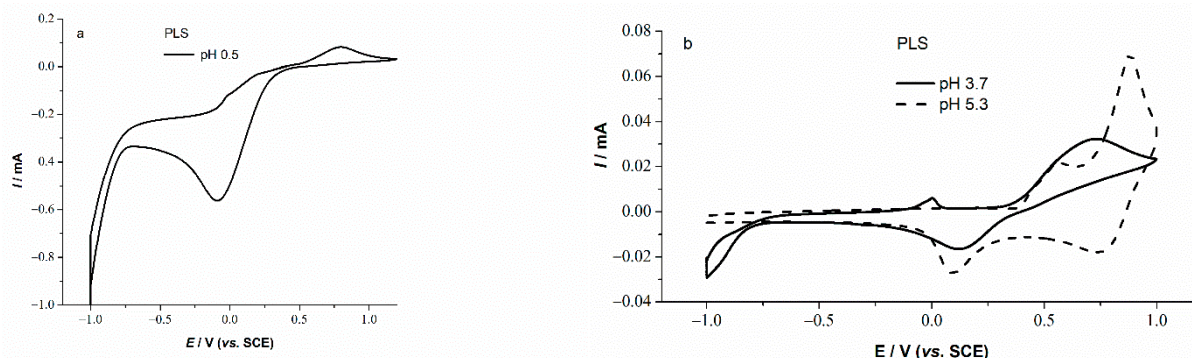 a
PLS
pH 0.5
0.2
0.0
−0.2
−0.4
−0.6
−0.8
−1.0
I / mA
−1.0 −0.5 0.0 0.5 1.0
E / V (vs. SCE)
b
PLS
pH 3.7
pH 5.3
0.08
0.06
0.04
0.02
0.00
−0.02
−0.04
I / mA
−1.0 −0.5 0.0 0.5 1.0
E / V (vs. SCE)